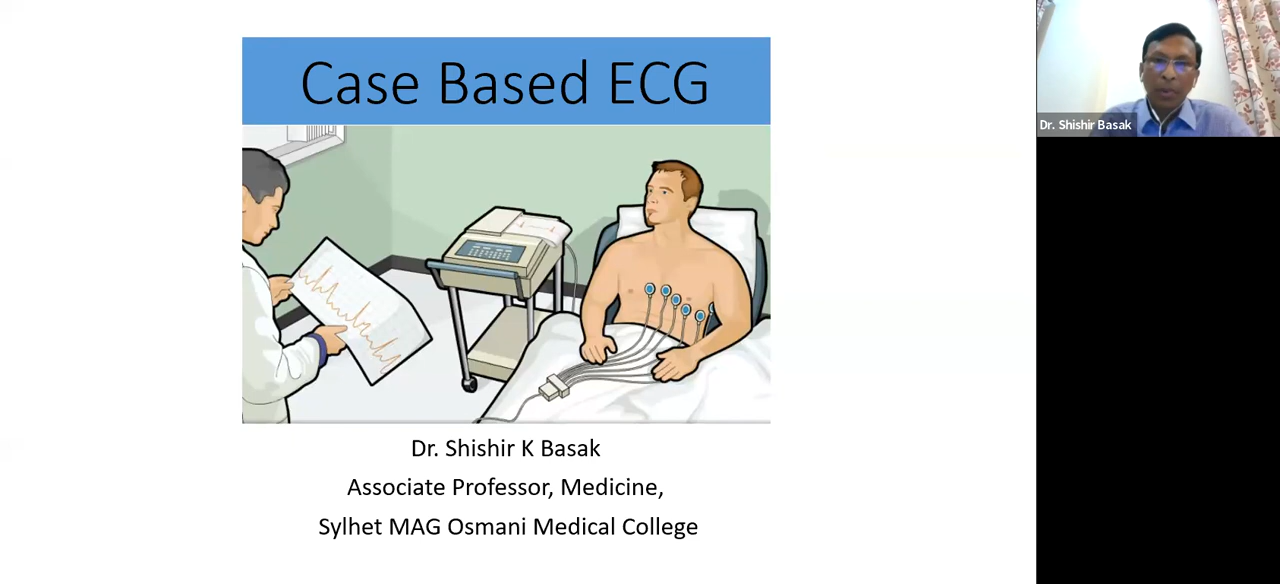 Case Based ECG
Dr. Shishir Basak
Dr. Shishir K Basak
Associate Professor, Medicine,
Sylhet MAG Osmani Medical College